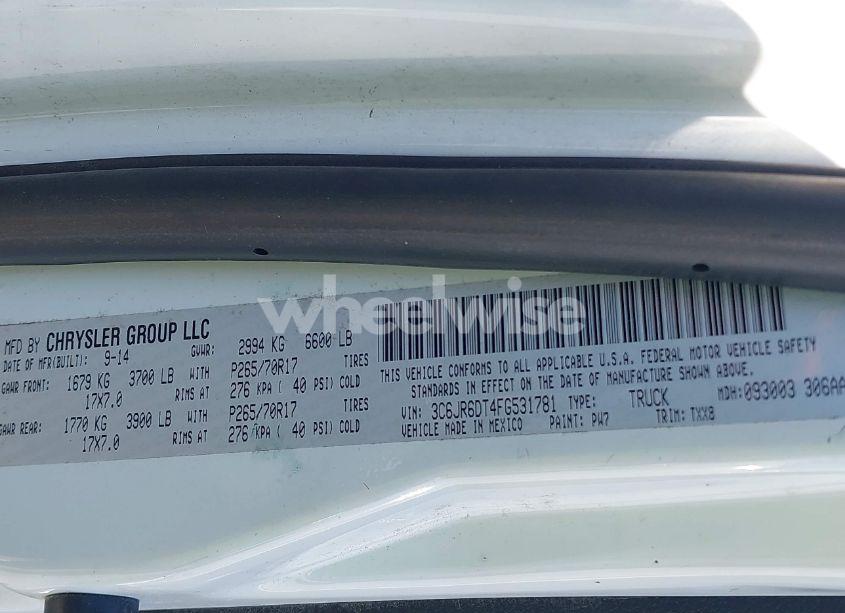 MFD BY CHRYSLER GROUP LLC
DATE OF MFR(BUILT): 9-14 GVWR: 2994 KG 6600 LB
GAWR FRONT: 1679 KG 3700 LB WITH P265/70R17 TIRES
17X7.0 RIMS AT 276 KPA ( 40 PSI) COLD
GAWR REAR: 1770 KG 3900 LB WITH P265/70R17 TIRES
17X7.0 RIMS AT 276 KPA ( 40 PSI) COLD
THIS VEHICLE CONFORMS TO ALL APPLICABLE U.S.A. FEDERAL MOTOR VEHICLE SAFETY
STANDARDS IN EFFECT ON THE DATE OF MANUFACTURE SHOWN ABOVE.
VIN: 3C6JR6DT4FG531781 TYPE: TRUCK MDH: 093003 306AA
VEHICLE MADE IN MEXICO PAINT: PW7 TRIM: TXX8
wheelwise